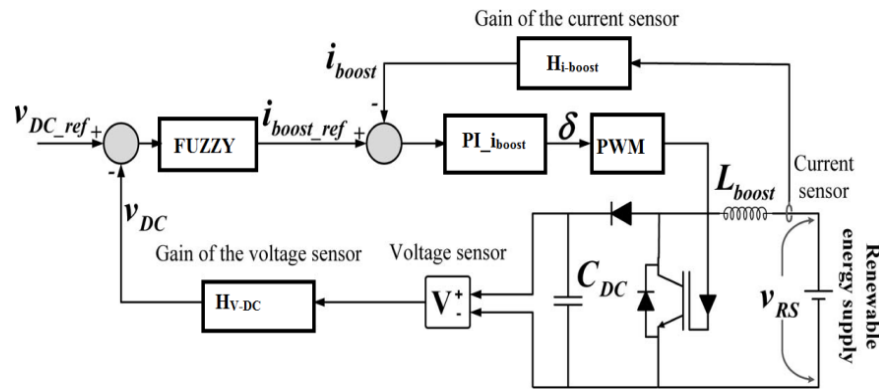 Gain of the current sensor
i_boost
H_i-boost
-
v_DC_ref +
FUZZY
i_boost_ref +
PI_i_boost
δ
PWM
-
L_boost
Current
sensor
v_DC
Gain of the voltage sensor
Voltage sensor
H_V-DC
V + -
C_DC
v_RS
Renewable
energy supply